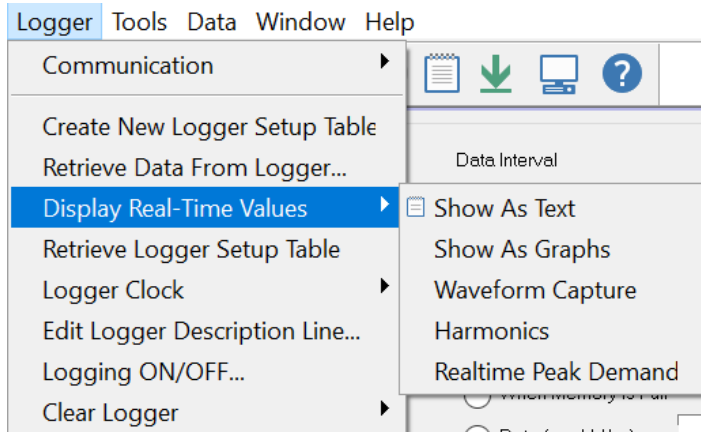 Logger Tools Data Window Help
Communication
Create New Logger Setup Table
Retrieve Data From Logger...
Display Real-Time Values
Retrieve Logger Setup Table
Logger Clock
Edit Logger Description Line...
Logging ON/OFF...
Clear Logger
?
Data Interval
Show As Text
Show As Graphs
Waveform Capture
Harmonics
Realtime Peak Demand